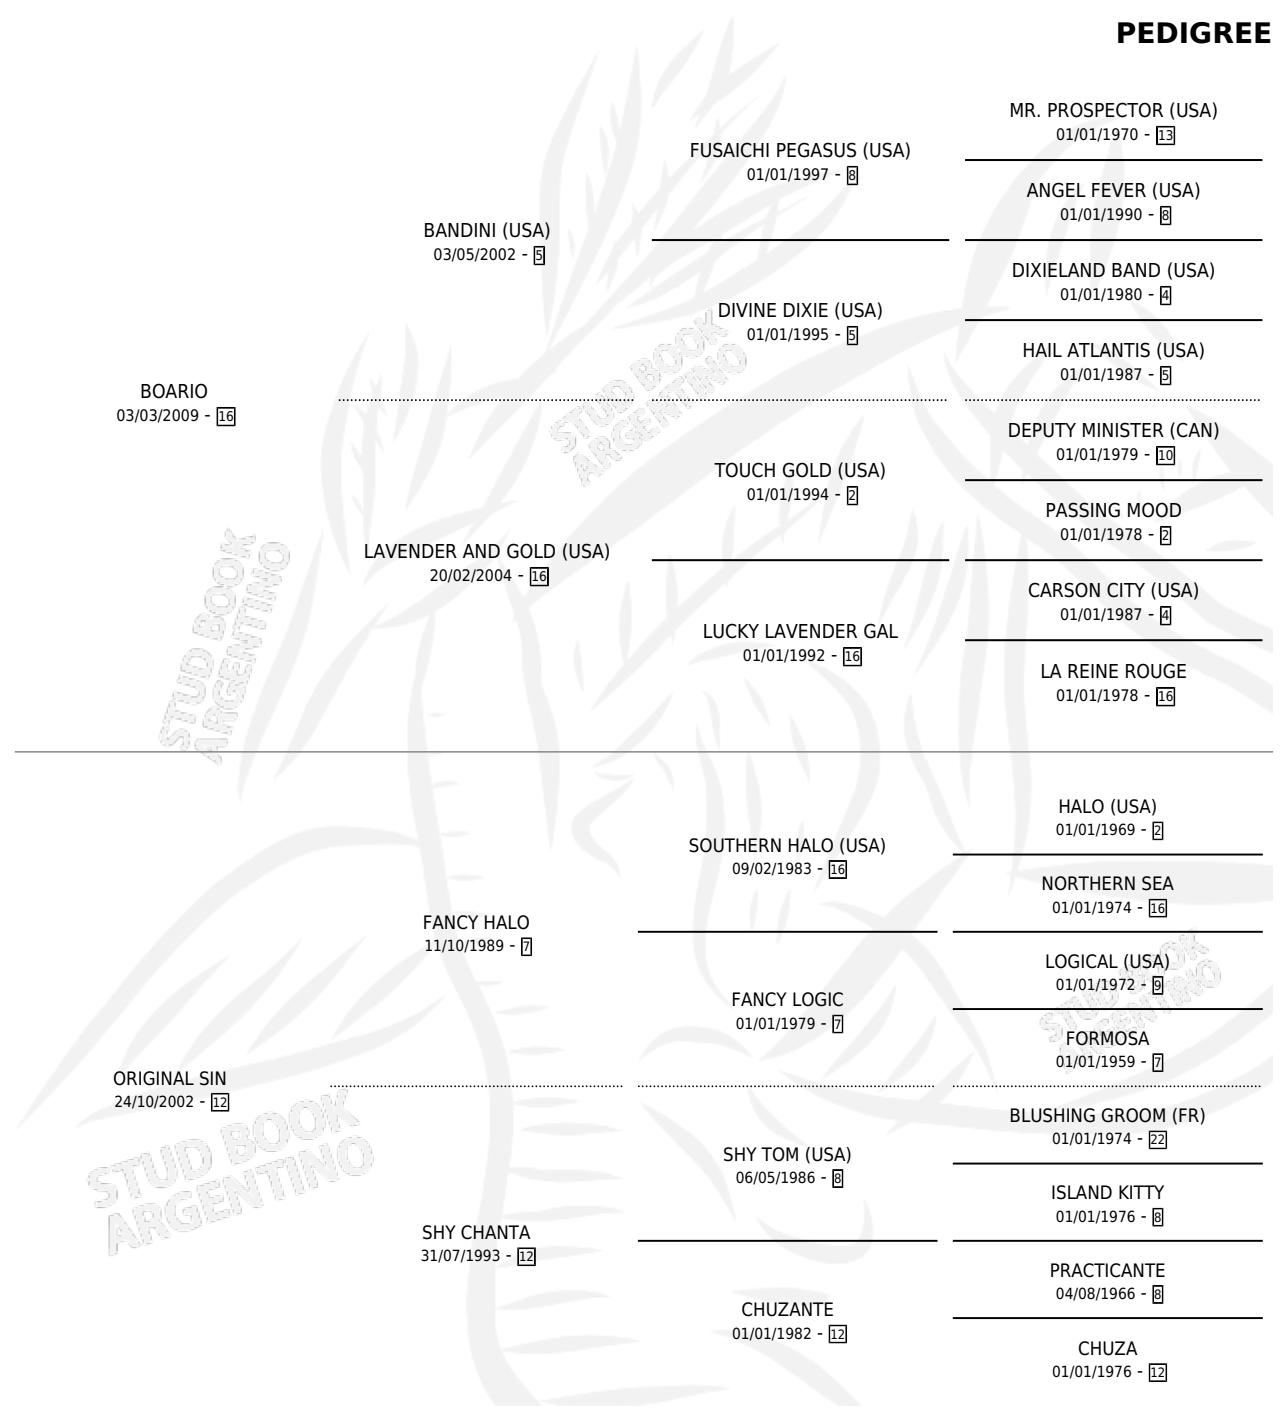 PEDIGREE
MR. PROSPECTOR (USA)
01/01/1970 - 13
FUSAICHI PEGASUS (USA)
01/01/1997 - 8
ANGEL FEVER (USA)
01/01/1990 - 8
BANDINI (USA)
03/05/2002 - 5
DIXIELAND BAND (USA)
01/01/1980 - 4
DIVINE DIXIE (USA)
01/01/1995 - 5
HAIL ATLANTIS (USA)
01/01/1987 - 5
BOARIO
03/03/2009 - 16
STUD BOOK
ARGENTINO
DEPUTY MINISTER (CAN)
01/01/1979 - 10
TOUCH GOLD (USA)
01/01/1994 - 2
PASSING MOOD
01/01/1978 - 2
LAVENDER AND GOLD (USA)
20/02/2004 - 16
CARSON CITY (USA)
01/01/1987 - 4
LUCKY LAVENDER GAL
01/01/1992 - 16
LA REINE ROUGE
01/01/1978 - 16
STUD BOOK
ARGENTINO
HALO (USA)
01/01/1969 - 2
SOUTHERN HALO (USA)
09/02/1983 - 16
NORTHERN SEA
01/01/1974 - 16
FANCY HALO
11/10/1989 - 7
LOGICAL (USA)
01/01/1972 - 9
FANCY LOGIC
01/01/1979 - 7
STUD BOOK
ARGENTINO
FORMOSA
01/01/1959 - 7
ORIGINAL SIN
24/10/2002 - 12
BLUSHING GROOM (FR)
01/01/1974 - 22
SHY TOM (USA)
06/05/1986 - 8
STUD BOOK
ARGENTINO
ISLAND KITTY
01/01/1976 - 8
SHY CHANTA
31/07/1993 - 12
PRACTICANTE
04/08/1966 - 8
CHUZANTE
01/01/1982 - 12
CHUZA
01/01/1976 - 12